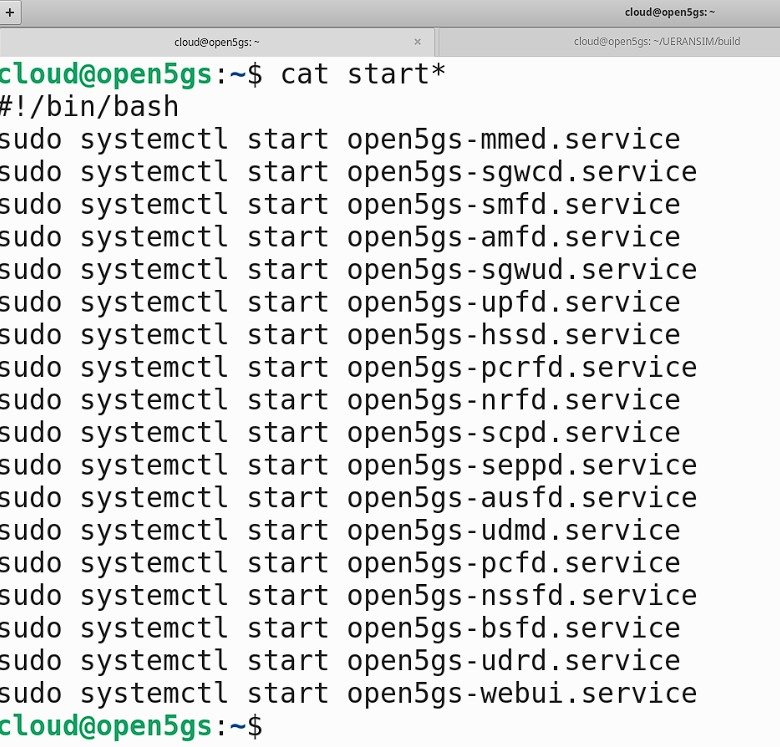 +
cloud@open5gs: ~
cloud@open5gs: ~ ×
cloud@open5gs: ~/UERANSIM/build
cloud@open5gs:~$ cat start*
#!/bin/bash
sudo systemctl start open5gs-mmed.service
sudo systemctl start open5gs-sgwcd.service
sudo systemctl start open5gs-smfd.service
sudo systemctl start open5gs-amfd.service
sudo systemctl start open5gs-sgwud.service
sudo systemctl start open5gs-upfd.service
sudo systemctl start open5gs-hssd.service
sudo systemctl start open5gs-pcrfd.service
sudo systemctl start open5gs-nrfd.service
sudo systemctl start open5gs-scpd.service
sudo systemctl start open5gs-seppd.service
sudo systemctl start open5gs-ausfd.service
sudo systemctl start open5gs-udmd.service
sudo systemctl start open5gs-pcfd.service
sudo systemctl start open5gs-nssfd.service
sudo systemctl start open5gs-bsfd.service
sudo systemctl start open5gs-udrd.service
sudo systemctl start open5gs-webui.service
cloud@open5gs:~$